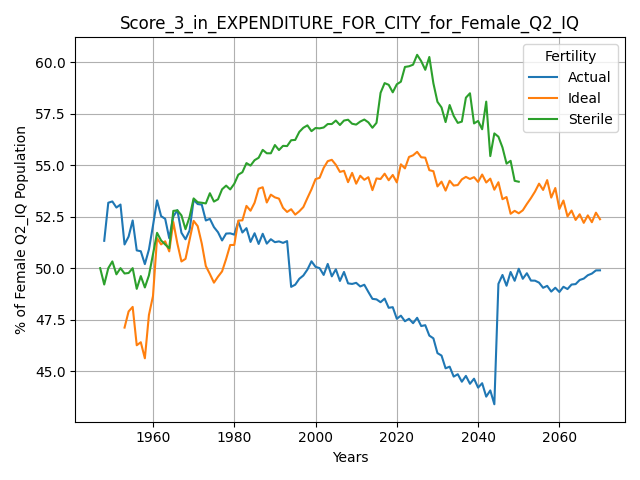 Score_3_in_EXPENDITURE_FOR_CITY_for_Female_Q2_IQ
% of Female Q2_IQ Population
60.0
57.5
55.0
52.5
50.0
47.5
45.0
Fertility
Actual
Ideal
Sterile
1960 1980 2000 2020 2040 2060
Years